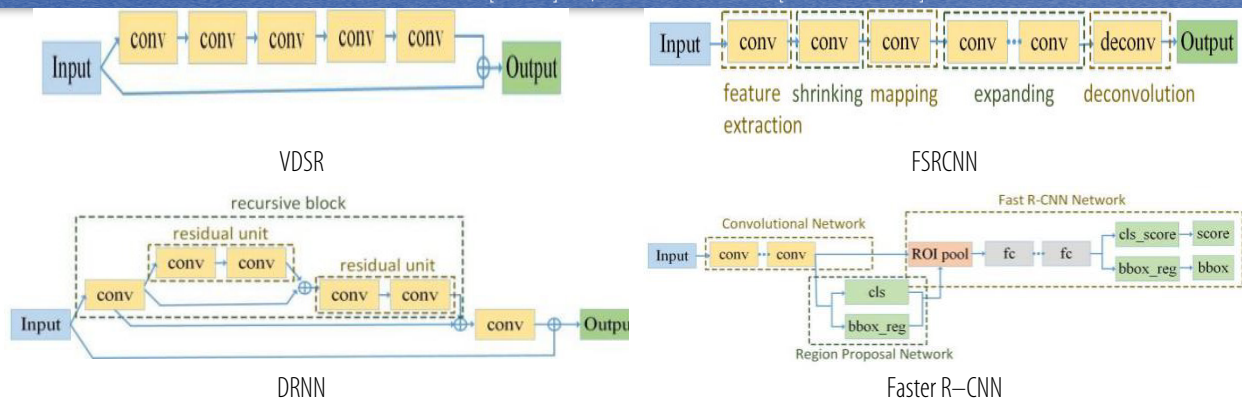 Input
conv conv conv conv conv
Output
VDSR
Input
conv conv conv conv conv deconv
Output
feature extraction
shrinking
mapping
expanding
deconvolution
FSRCNN
recursive block
residual unit
conv conv
residual unit
conv conv
conv
Input
conv
Outpu
DRNN
Fast R-CNN Network
Convolutional Network
Input
conv conv
ROI pool
fc fc
cls_score score
bbox_reg bbox
cls
bbox_reg
Region Proposal Network
Faster R–CNN